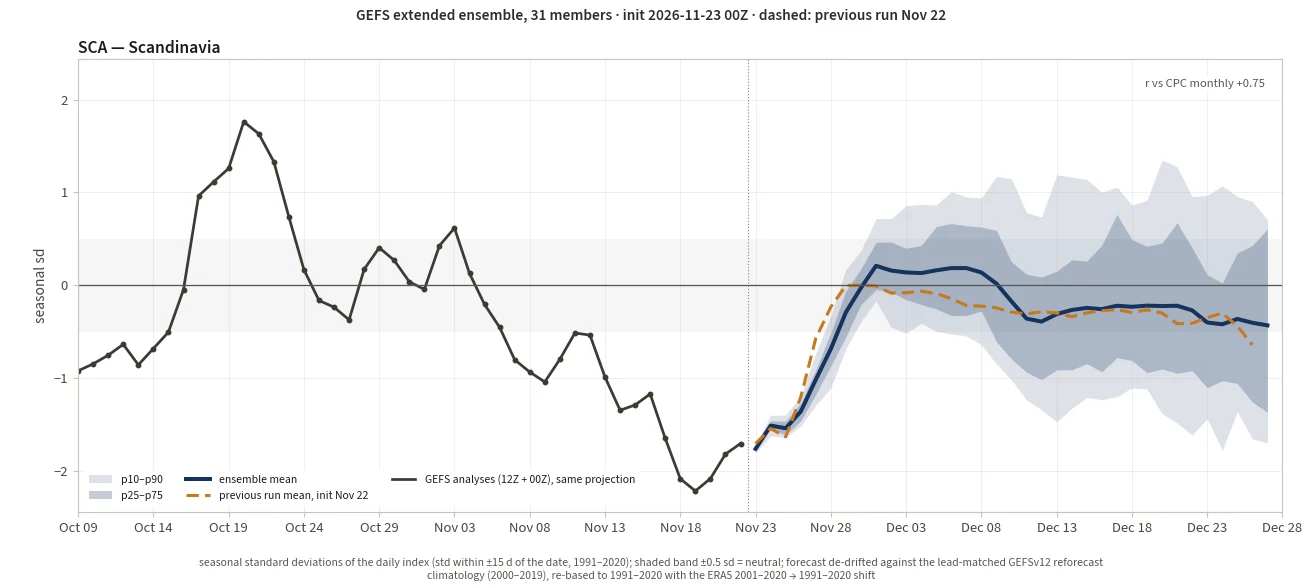 GEFS extended ensemble, 31 members · init 2026-11-23 00Z · dashed: previous run Nov 22
SCA — Scandinavia
r vs CPC monthly +0.75
seasonal sd
2
1
0
−1
−2
p10–p90
p25–p75
ensemble mean
previous run mean, init Nov 22
GEFS analyses (12Z + 00Z), same projection
Oct 09 Oct 14 Oct 19 Oct 24 Oct 29 Nov 03 Nov 08 Nov 13 Nov 18 Nov 23 Nov 28 Dec 03 Dec 08 Dec 13 Dec 18 Dec 23 Dec 28
seasonal standard deviations of the daily index (std within ±15 d of the date, 1991–2020); shaded band ±0.5 sd = neutral; forecast de-drifted against the lead-matched GEFSv12 reforecast
climatology (2000–2019), re-based to 1991–2020 with the ERA5 2001–2020 → 1991–2020 shift